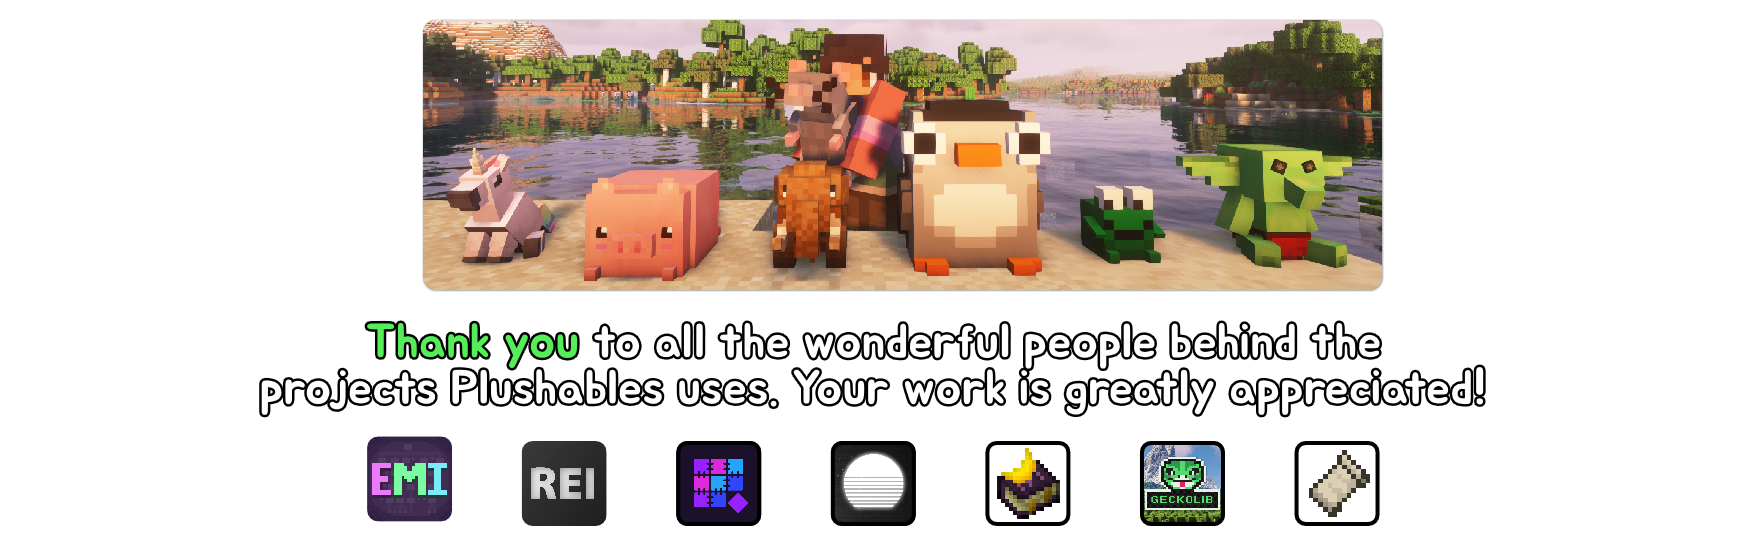 Thank you to all the wonderful people behind the
projects Plushables uses. Your work is greatly appreciated!
EMI
REI
GECKOLIB